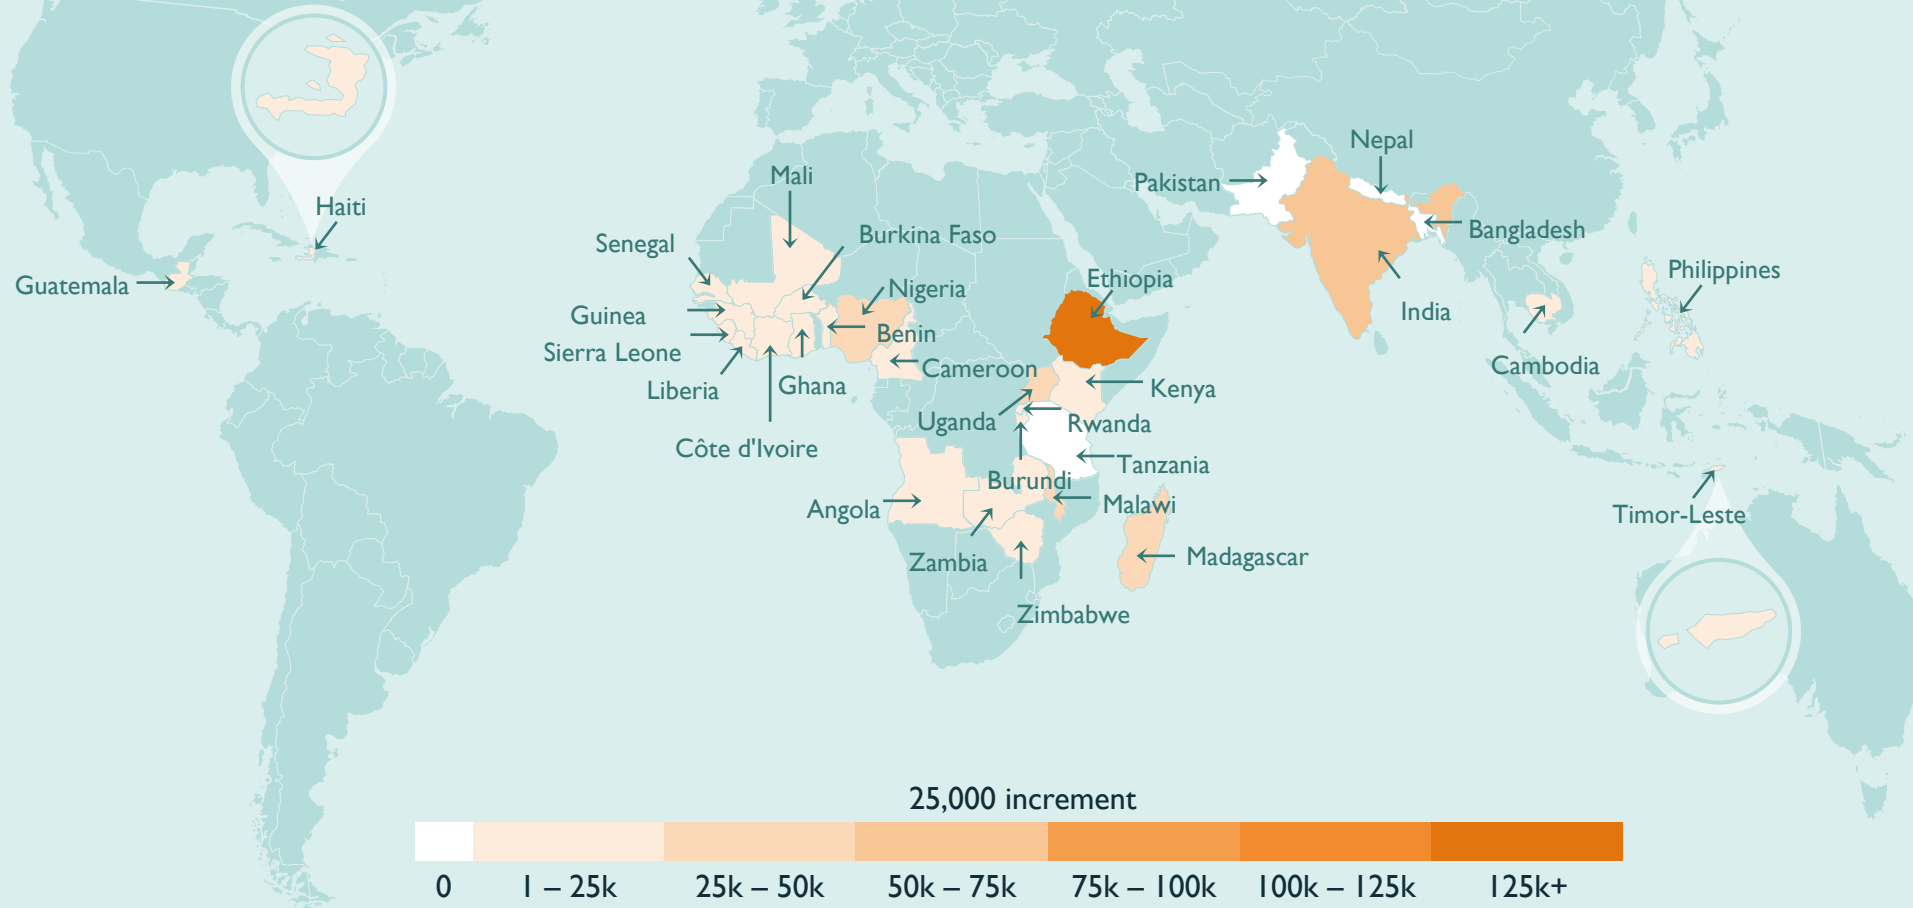 Nepal
Mali
Pakistan
Haiti
Senegal
Burkina Faso
Bangladesh
Guatemala
Ethiopia
Philippines
Nigeria
Guinea
India
Benin
Sierra Leone
Cameroon
Cambodia
Liberia
Ghana
Kenya
Uganda
Rwanda
Côte d'Ivoire
Tanzania
Burundi
Angola
Malawi
Timor-Leste
Zambia
Madagascar
Zimbabwe
25,000 increment
0
1 – 25k
25k – 50k
50k – 75k
75k – 100k
100k – 125k
125k+